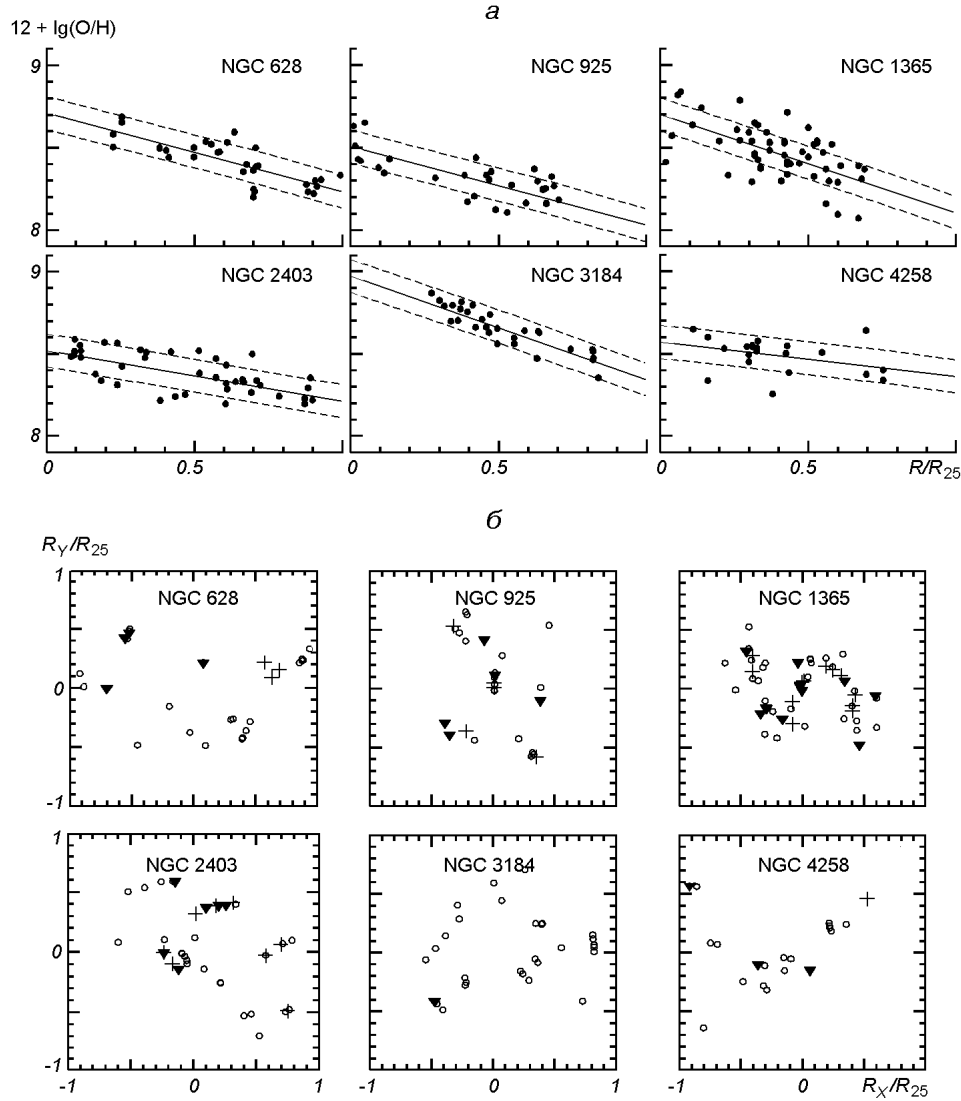 а
12 + lg(O/H)
NGC 628 NGC 925 NGC 1365
9
8
NGC 2403 NGC 3184 NGC 4258
9
8
0 0.5 0 0.5 0 0.5 R/R25
б
RY/R25
1 NGC 628 NGC 925 NGC 1365
0
-1
1 NGC 2403 NGC 3184 NGC 4258
0
-1
-1 0 1 -1 0 1 -1 0 RX/R25